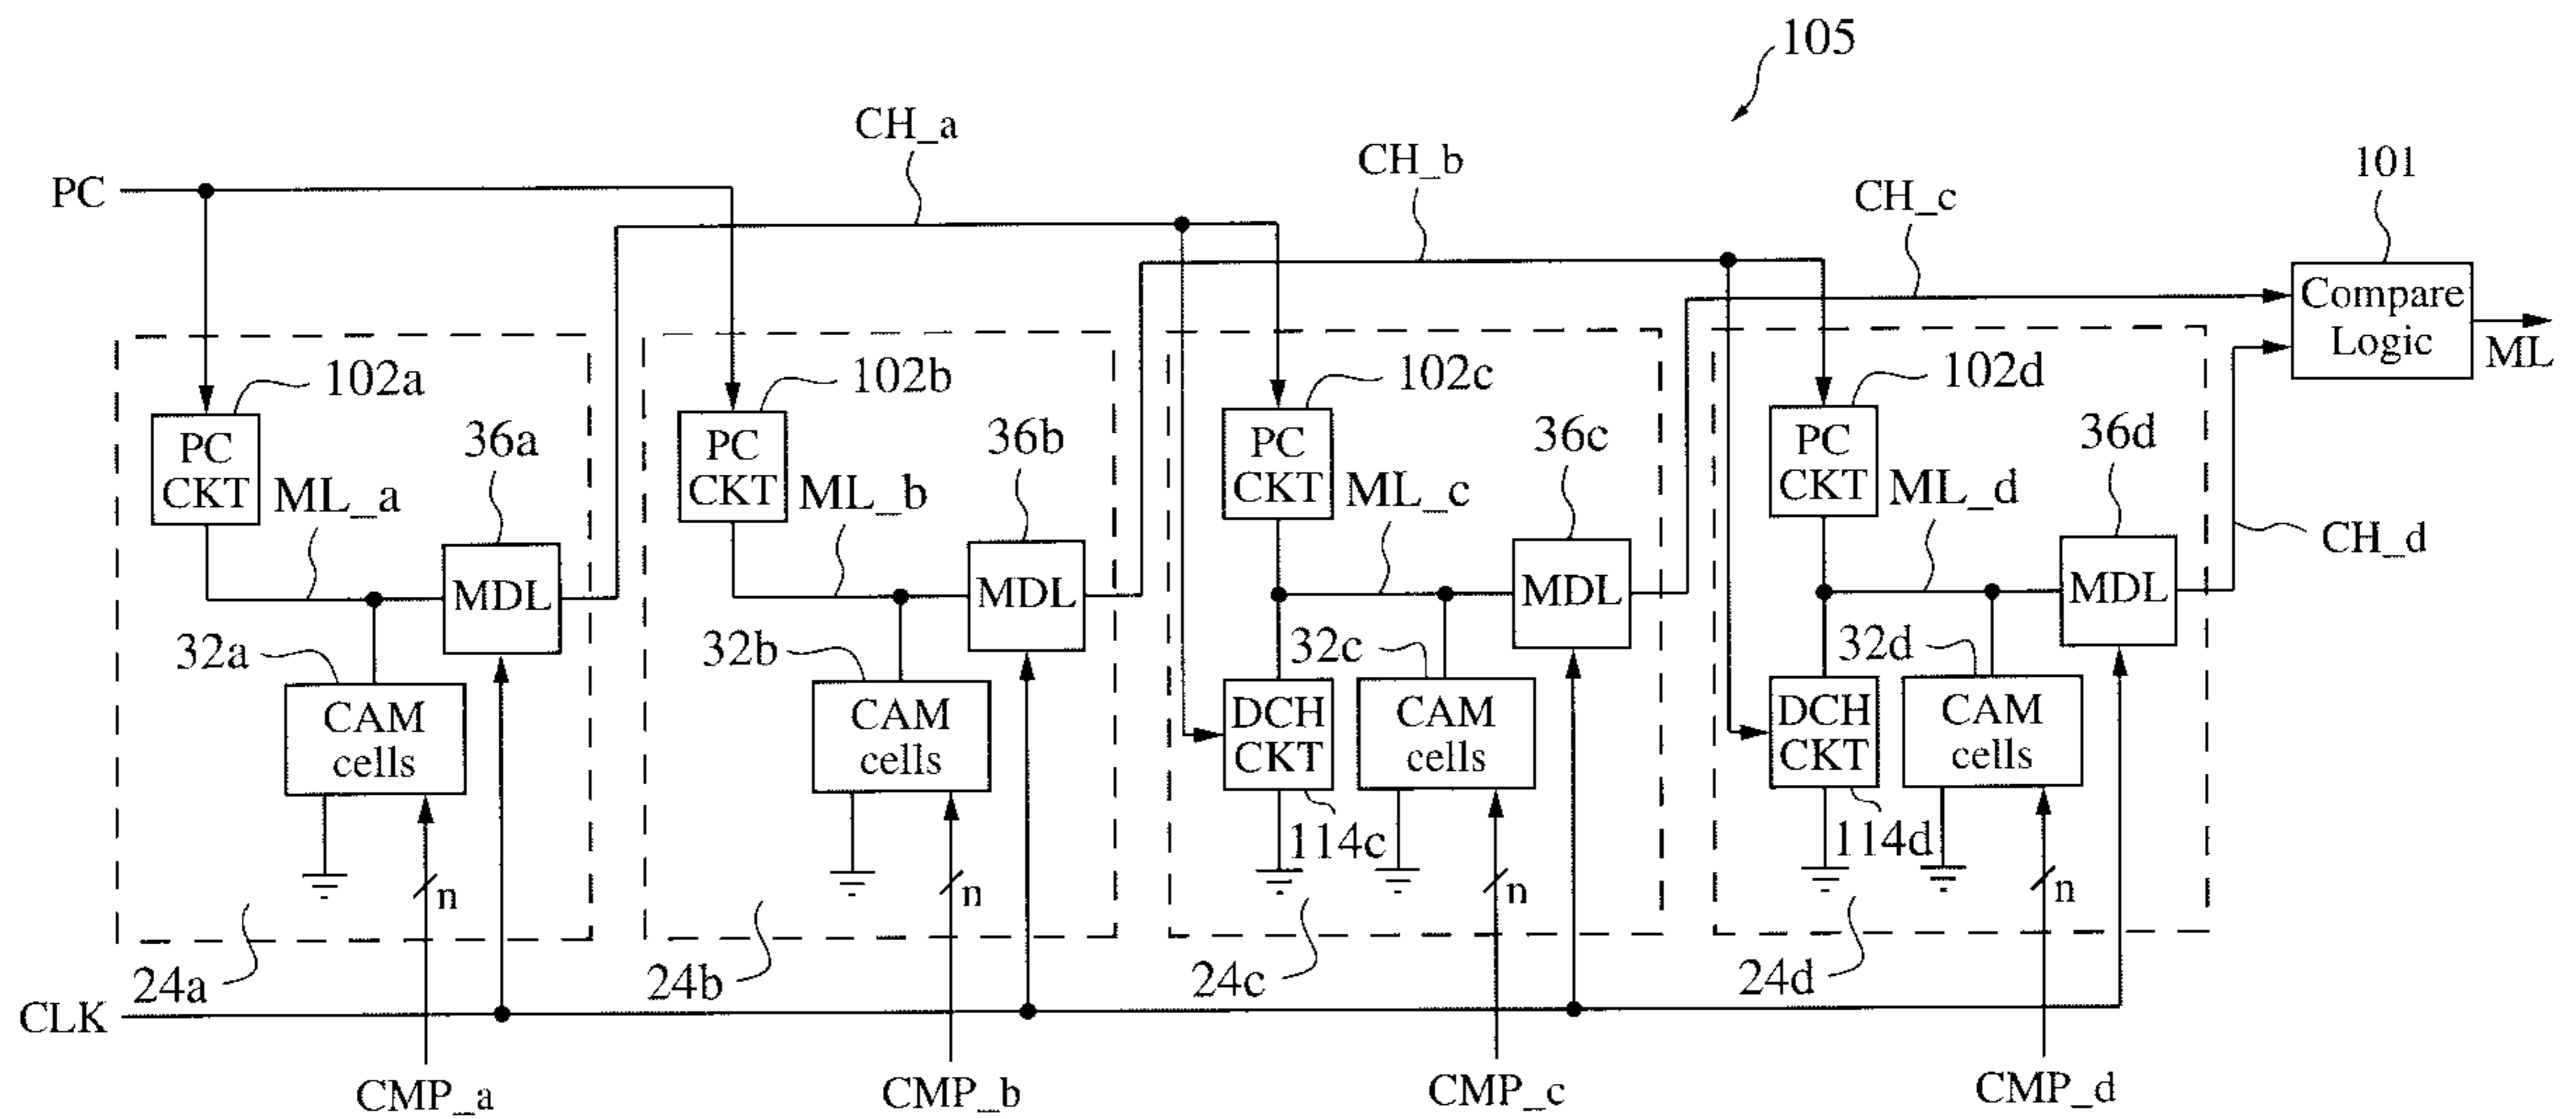 105
CH_a
CH_b
CH_c
101
PC
Compare
Logic
ML
102a
102b
102c
102d
PC
CKT
PC
CKT
PC
CKT
PC
CKT
36a
36b
36c
36d
ML_a
ML_b
ML_c
ML_d
MDL
MDL
MDL
MDL
CH_d
32a
32b
32c
32d
CAM
cells
CAM
cells
DCH
CKT
CAM
cells
DCH
CKT
CAM
cells
114c
114d
n
n
n
n
24a
24b
24c
24d
CLK
CMP_a
CMP_b
CMP_c
CMP_d